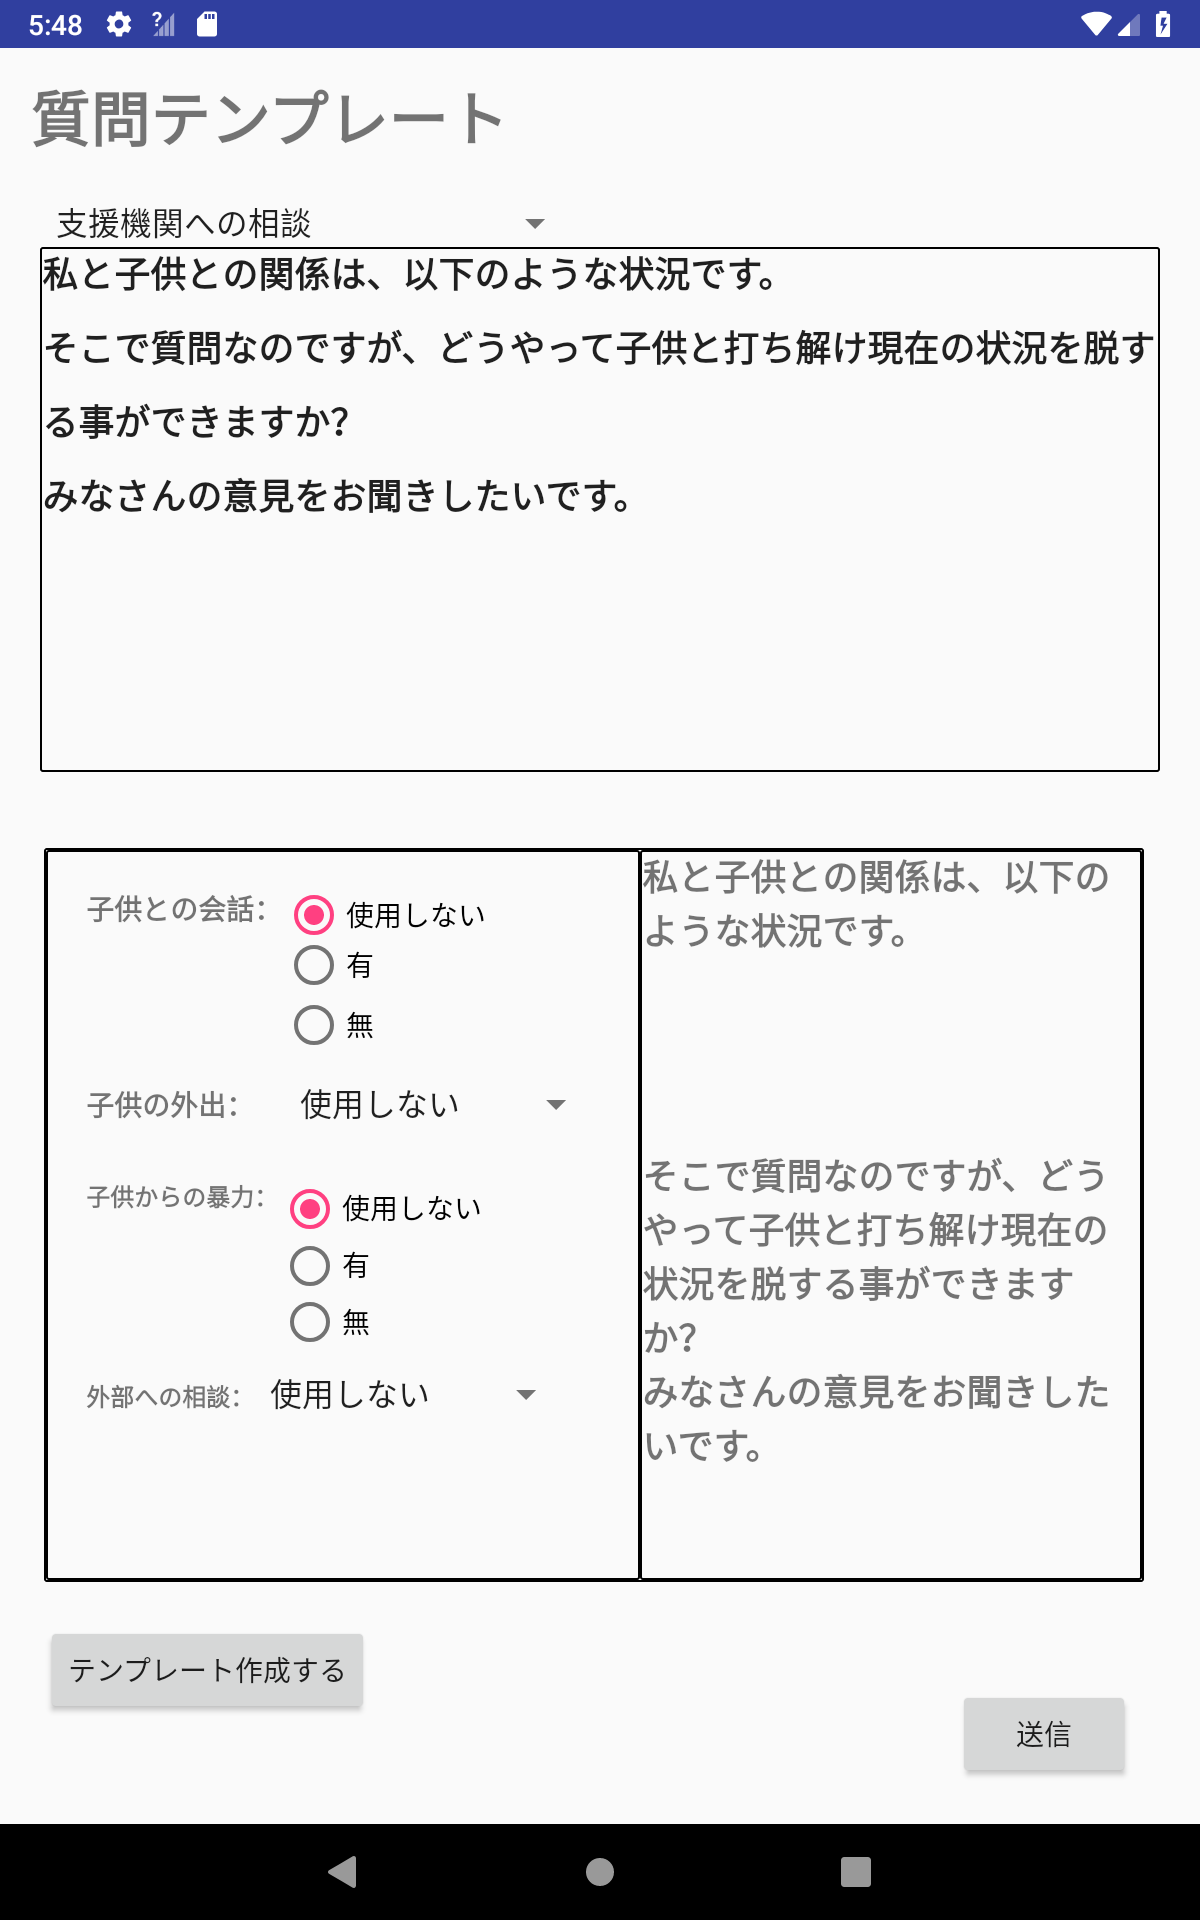 5:48
質問テンプレート
支援機関への相談
私と子供との関係は、以下のような状況です。
そこで質問なのですが、どうやって子供と打ち解け現在の状況を脱す
る事ができますか?
みなさんの意見をお聞きしたいです。
子供との会話:
使用しない
有
無
子供の外出:
使用しない
子供からの暴力:
使用しない
有
無
外部への相談:
使用しない
私と子供との関係は、以下の
ような状況です。
そこで質問なのですが、どう
やって子供と打ち解け現在の
状況を脱する事ができます
か?
みなさんの意見をお聞きした
いです。
テンプレート作成する
送信